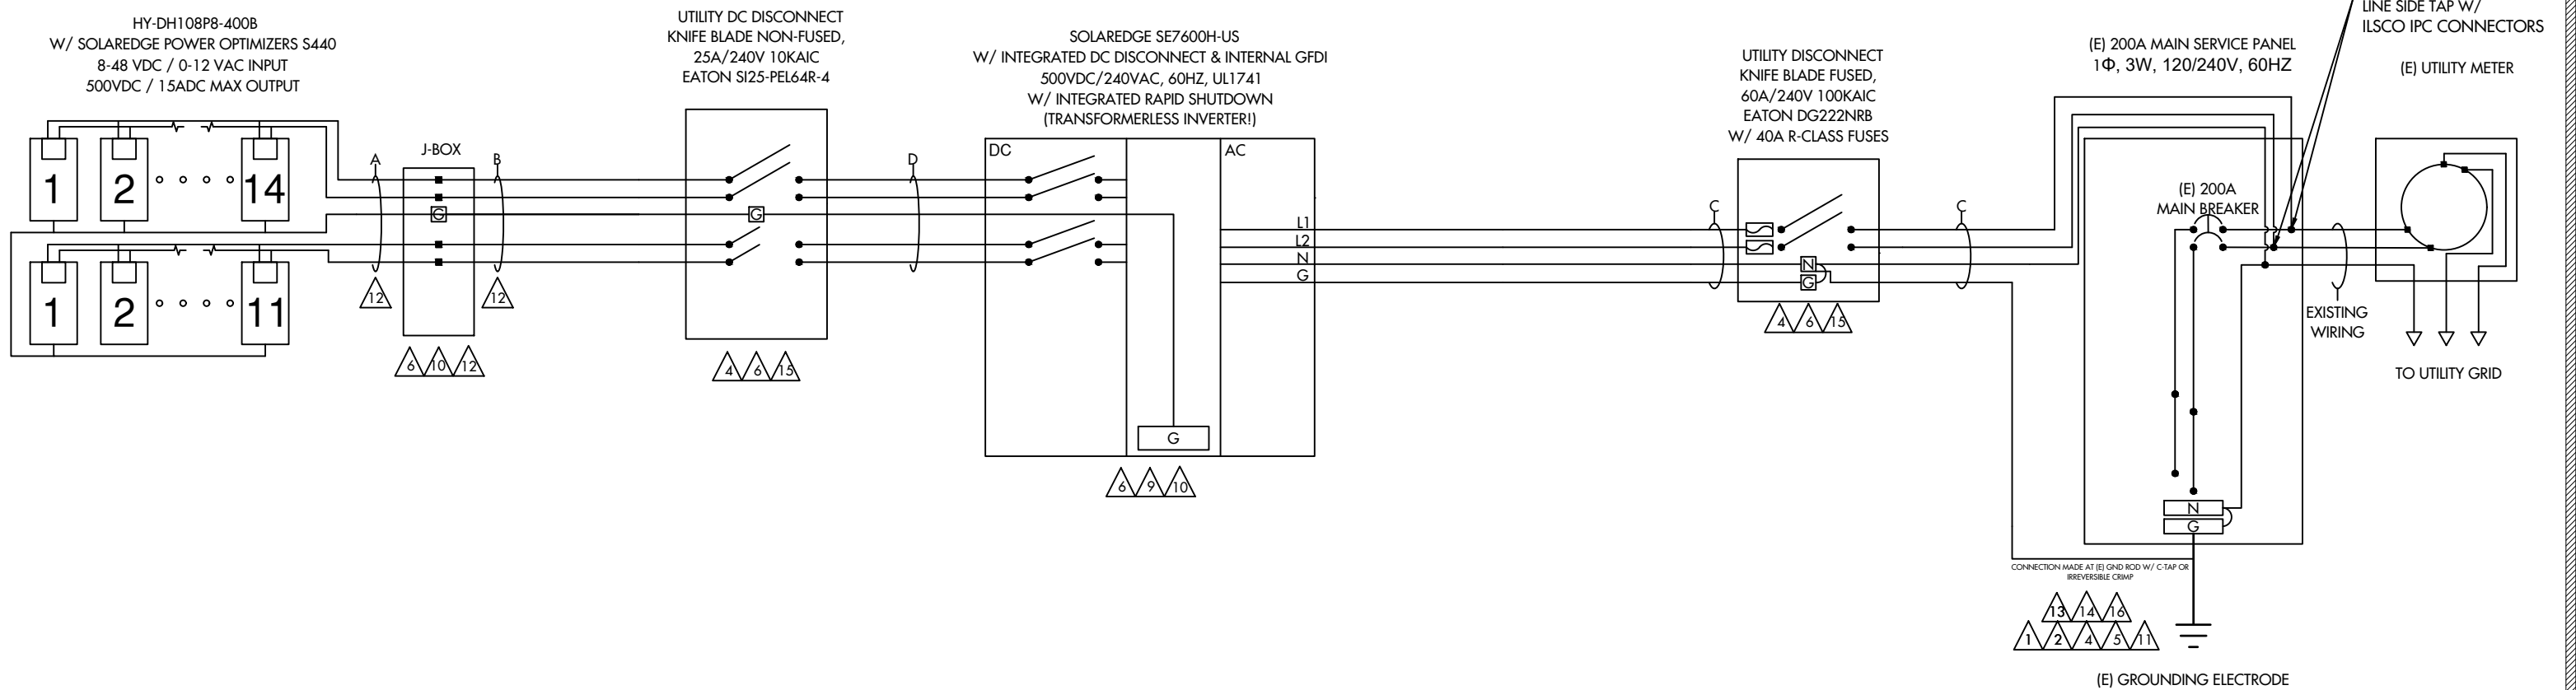 HY-DH108P8-400B
W/ SOLAREDGE POWER OPTIMIZERS S440
8-48 VDC / 0-12 VAC INPUT
500VDC / 15ADC MAX OUTPUT
1
2
14
1
2
11
A
12
J-BOX
G
6
10
12
B
12
UTILITY DC DISCONNECT
KNIFE BLADE NON-FUSED,
25A/240V 10KAIC
EATON SI25-PEL64R-4
G
4
6
15
D
SOLAREDGE SE7600H-US
W/ INTEGRATED DC DISCONNECT & INTERNAL GFDI
500VDC/240VAC, 60HZ, UL1741
W/ INTEGRATED RAPID SHUTDOWN
(TRANSFORMERLESS INVERTER!)
DC
AC
L1
L2
N
G
G
6
9
10
C
UTILITY DISCONNECT
KNIFE BLADE FUSED,
60A/240V 100KAIC
EATON DG222NRB
W/ 40A R-CLASS FUSES
N
G
4
6
15
C
(E) 200A MAIN SERVICE PANEL
1Φ, 3W, 120/240V, 60HZ
(E) 200A
MAIN BREAKER
N
G
LINE SIDE TAP W/
ILSCO IPC CONNECTORS
(E) UTILITY METER
EXISTING
WIRING
TO UTILITY GRID
CONNECTION MADE AT (E) GND ROD W/ C-TAP OR
IRREVERSIBLE CRIMP
13
14
16
1
2
4
5
11
(E) GROUNDING ELECTRODE